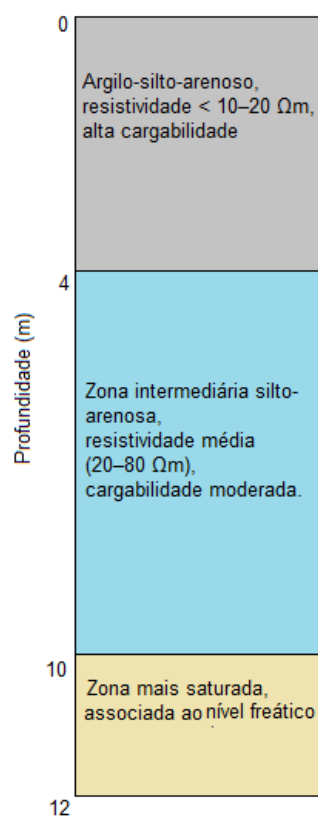 0
Argilo-silto-arenoso,
resistividade < 10–20 Ωm,
alta cargabilidade
4
Profundidade (m)
Zona intermediária silto-
arenosa,
resistividade média
(20–80 Ωm),
cargabilidade moderada.
10
Zona mais saturada,
associada ao nível freático
12